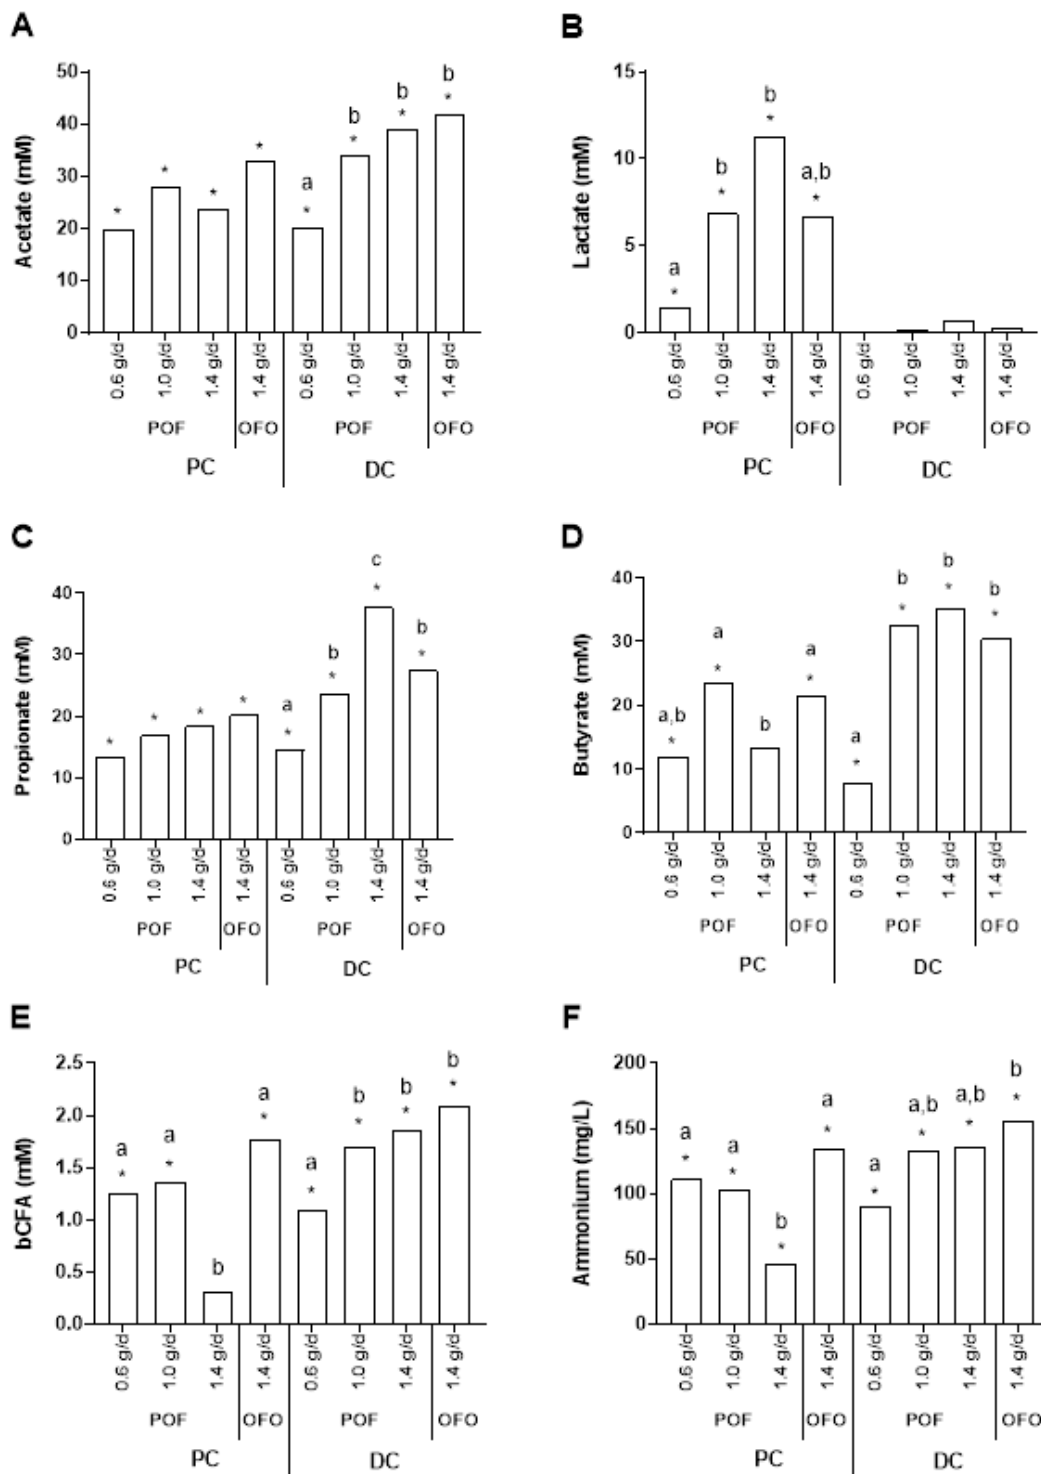 A
Acetate (mM)
50
40
30
20
10
0
* * * * a * b * b * b *
0.6 g/d 1.0 g/d 1.4 g/d 1.4 g/d 0.6 g/d 1.0 g/d 1.4 g/d 1.4 g/d
POF OFO POF OFO
PC DC
B
Lactate (mM)
15
10
5
0
a * b * b * a,b *
0.6 g/d 1.0 g/d 1.4 g/d 1.4 g/d 0.6 g/d 1.0 g/d 1.4 g/d 1.4 g/d
POF OFO POF OFO
PC DC
C
Propionate (mM)
40
30
20
10
0
* * * * a * b * c * b *
0.6 g/d 1.0 g/d 1.4 g/d 1.4 g/d 0.6 g/d 1.0 g/d 1.4 g/d 1.4 g/d
POF OFO POF OFO
PC DC
D
Butyrate (mM)
40
30
20
10
0
a,b * a * b a * a * b * b * b *
0.6 g/d 1.0 g/d 1.4 g/d 1.4 g/d 0.6 g/d 1.0 g/d 1.4 g/d 1.4 g/d
POF OFO POF OFO
PC DC
E
bCFA (mM)
2.5
2.0
1.5
1.0
0.5
0.0
a * a * b a * a * b * b * b *
0.6 g/d 1.0 g/d 1.4 g/d 1.4 g/d 0.6 g/d 1.0 g/d 1.4 g/d 1.4 g/d
POF OFO POF OFO
PC DC
F
Ammonium (mg/L)
200
150
100
50
0
a * a * b * a * a * a,b * a,b * b *
0.6 g/d 1.0 g/d 1.4 g/d 1.4 g/d 0.6 g/d 1.0 g/d 1.4 g/d 1.4 g/d
POF OFO POF OFO
PC DC